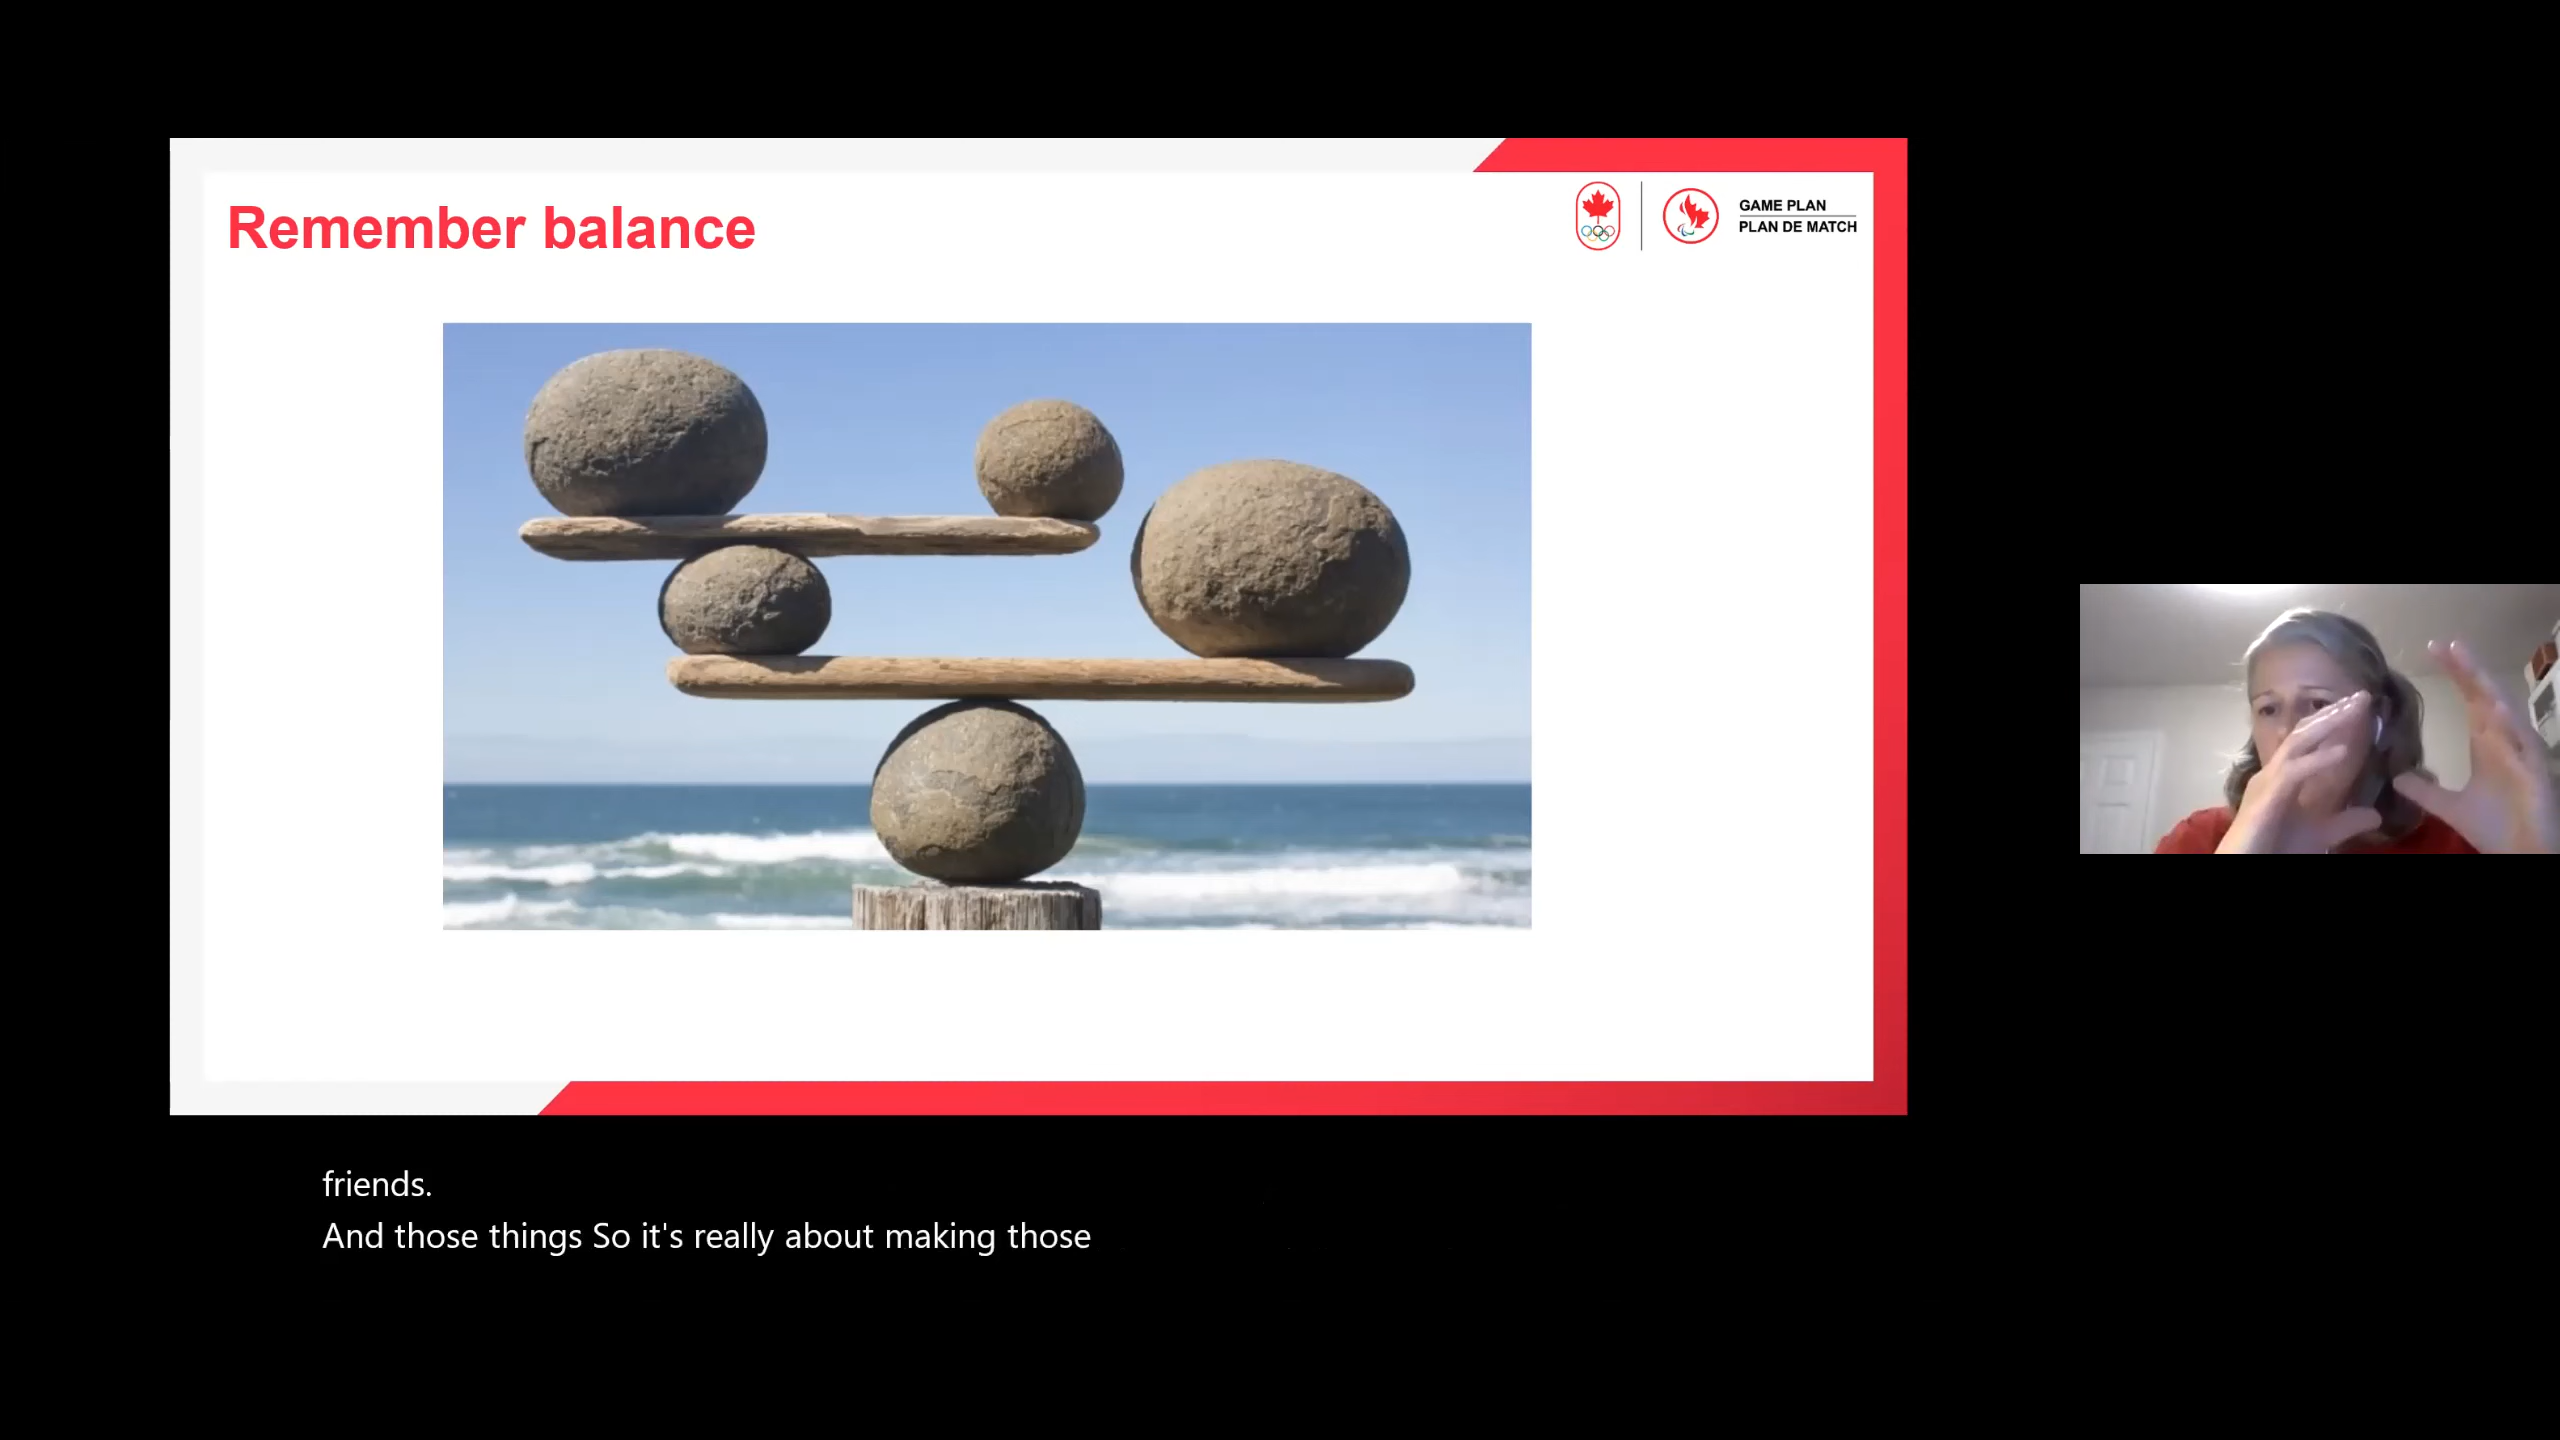 Remember balance
GAME PLAN
PLAN DE MATCH
friends.
And those things So it's really about making those